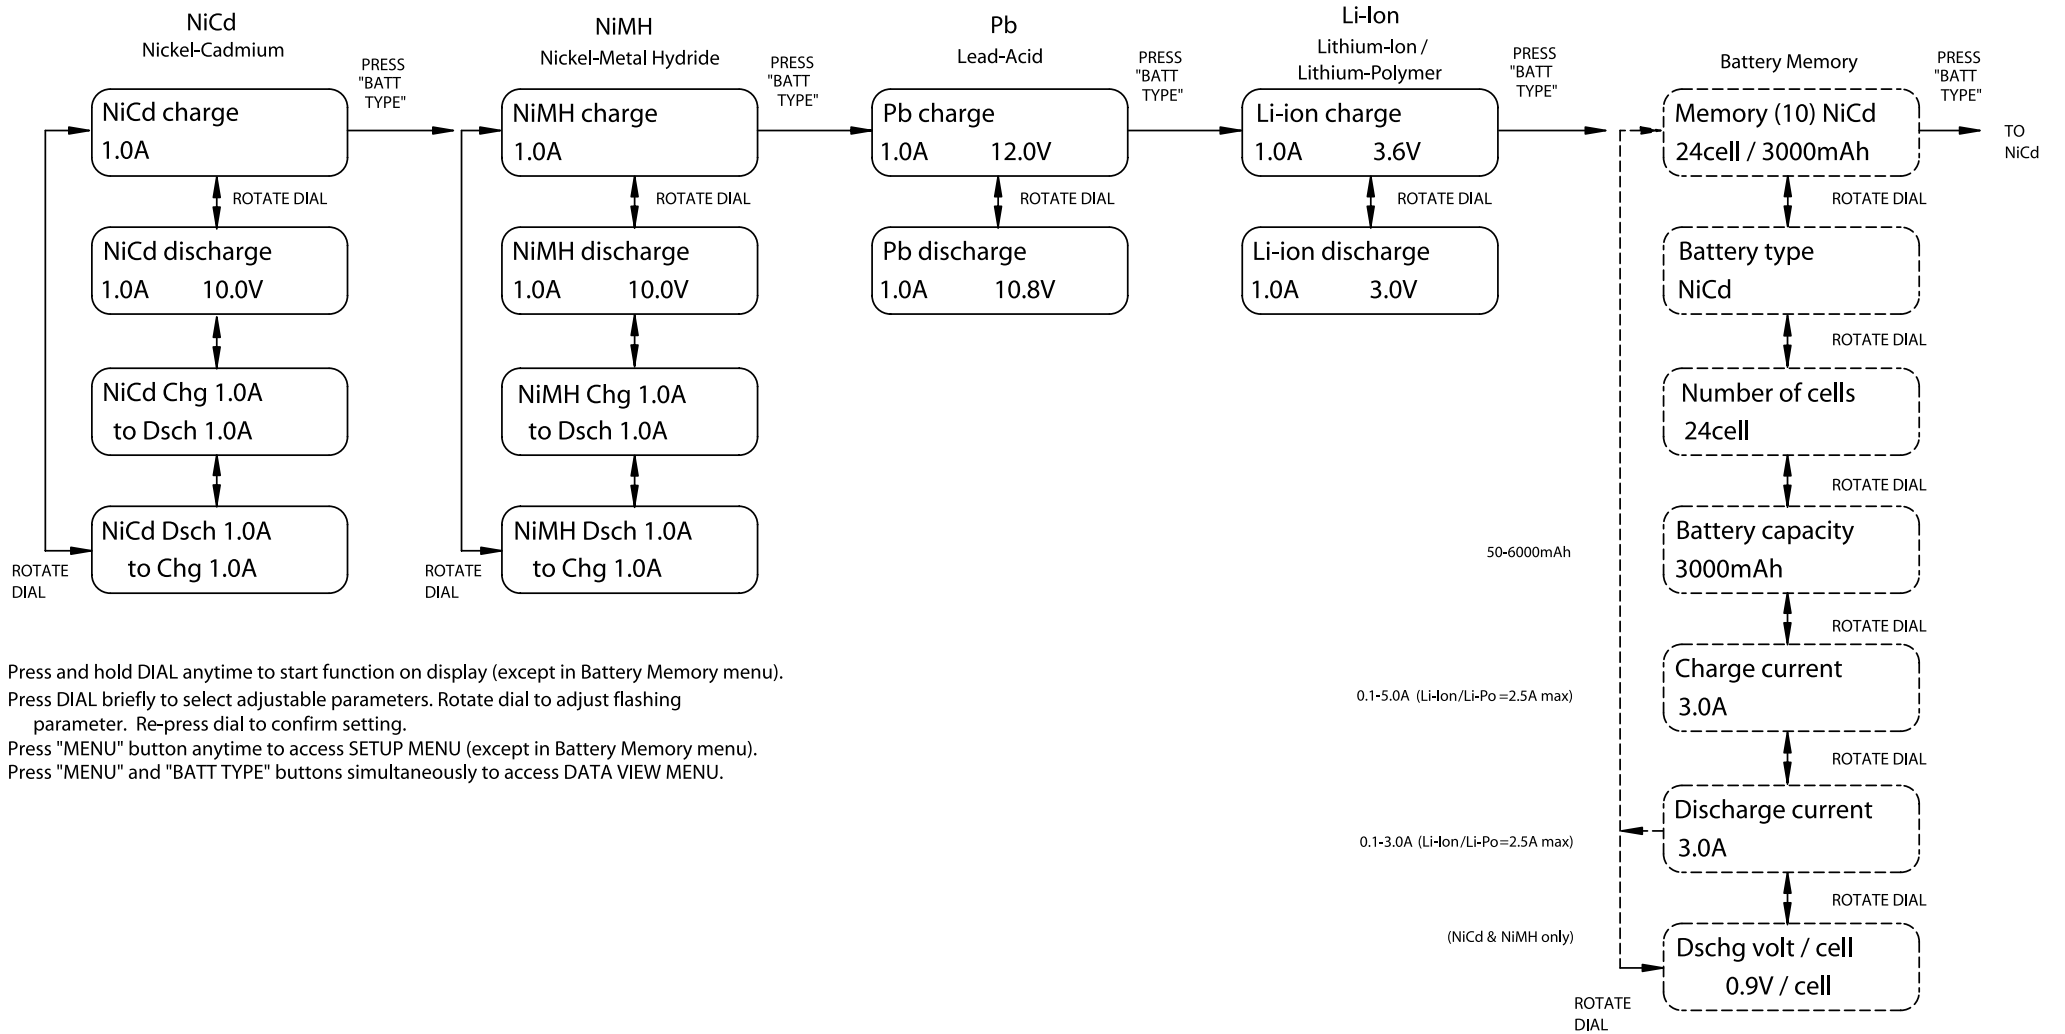 NiCd
Nickel-Cadmium
PRESS
"BATT
TYPE"
NiCd charge
1.0A
ROTATE DIAL
NiCd discharge
1.0A 10.0V
NiCd Chg 1.0A
to Dsch 1.0A
NiCd Dsch 1.0A
to Chg 1.0A
ROTATE
DIAL
NiMH
Nickel-Metal Hydride
PRESS
"BATT
TYPE"
NiMH charge
1.0A
ROTATE DIAL
NiMH discharge
1.0A 10.0V
NiMH Chg 1.0A
to Dsch 1.0A
NiMH Dsch 1.0A
to Chg 1.0A
ROTATE
DIAL
Pb
Lead-Acid
PRESS
"BATT
TYPE"
Pb charge
1.0A 12.0V
ROTATE DIAL
Pb discharge
1.0A 10.8V
Li-Ion
Lithium-Ion /
Lithium-Polymer
PRESS
"BATT
TYPE"
Li-ion charge
1.0A 3.6V
ROTATE DIAL
Li-ion discharge
1.0A 3.0V
Battery Memory
PRESS
"BATT
TYPE"
Memory (10) NiCd
24cell / 3000mAh
TO
NiCd
ROTATE DIAL
Battery type
NiCd
ROTATE DIAL
Number of cells
24cell
ROTATE DIAL
50-6000mAh
Battery capacity
3000mAh
ROTATE DIAL
0.1-5.0A (Li-Ion/Li-Po=2.5A max)
Charge current
3.0A
ROTATE DIAL
0.1-3.0A (Li-Ion/Li-Po=2.5A max)
Discharge current
3.0A
ROTATE DIAL
(NiCd & NiMH only)
Dschg volt / cell
0.9V / cell
ROTATE
DIAL
Press and hold DIAL anytime to start function on display (except in Battery Memory menu).
Press DIAL briefly to select adjustable parameters. Rotate dial to adjust flashing
parameter. Re-press dial to confirm setting.
Press "MENU" button anytime to access SETUP MENU (except in Battery Memory menu).
Press "MENU" and "BATT TYPE" buttons simultaneously to access DATA VIEW MENU.